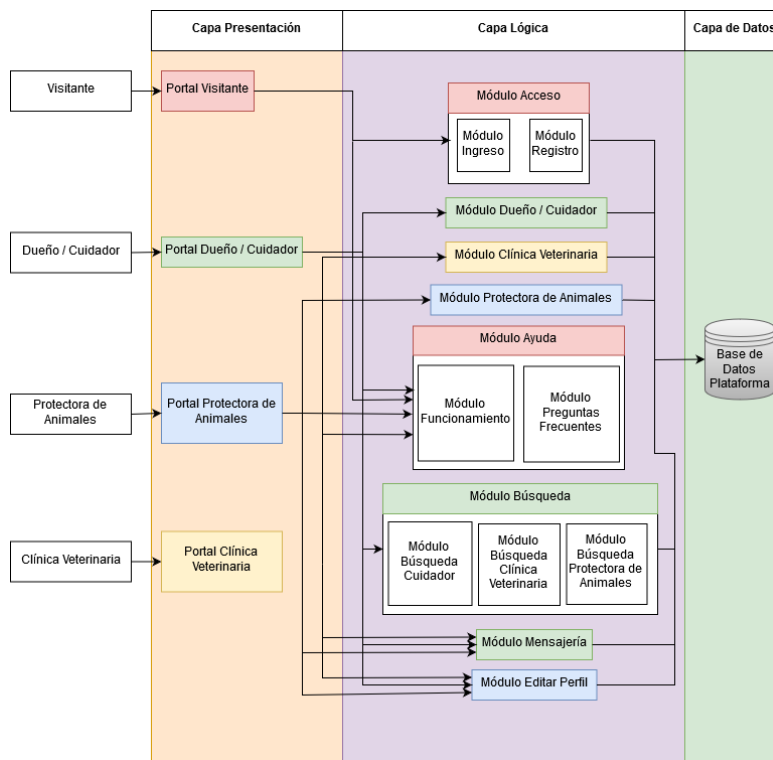 Capa Presentación
Capa Lógica
Capa de Datos
Visitante
Portal Visitante
Módulo Acceso
Módulo
Ingreso
Módulo
Registro
Dueño / Cuidador
Portal Dueño / Cuidador
Módulo Dueño / Cuidador
Módulo Clínica Veterinaria
Módulo Protectora de Animales
Módulo Ayuda
Módulo
Funcionamiento
Módulo
Preguntas
Frecuentes
Base de
Datos
Plataforma
Protectora de
Animales
Portal Protectora de
Animales
Módulo Búsqueda
Módulo
Búsqueda
Cuidador
Módulo
Búsqueda
Clínica
Veterinaria
Módulo
Búsqueda
Protectora de
Animales
Clínica Veterinaria
Portal Clínica
Veterinaria
Módulo Mensajería
Módulo Editar Perfil